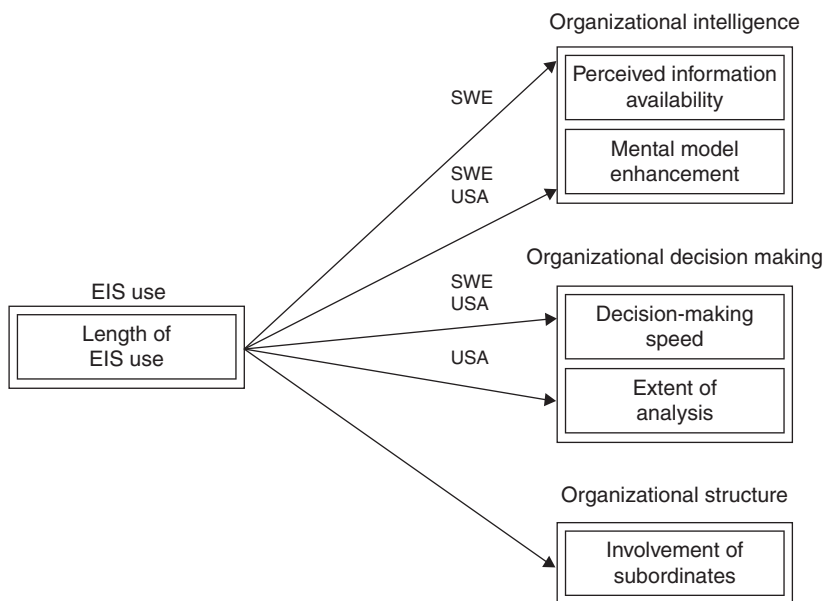 Organizational intelligence
Perceived information
availability
SWE
Mental model
enhancement
SWE
USA
Organizational decision making
SWE
USA
EIS use
Decision-making
speed
Length of
EIS use
USA
Extent of
analysis
Organizational structure
Involvement of
subordinates